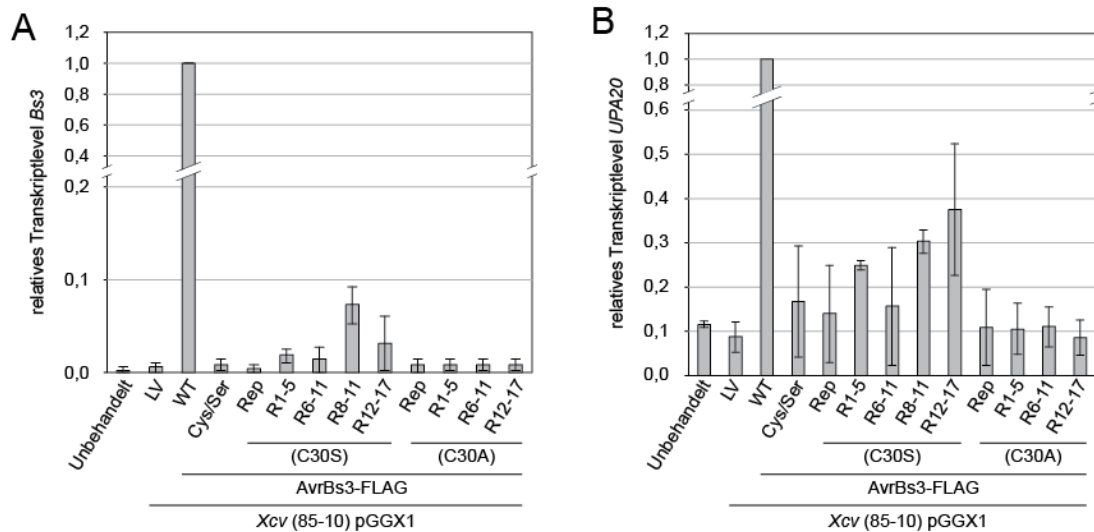 A
relatives Transkriptlevel Bs3
1,2
1,0
0,8
0,6
0,4
0,2
0,1
0,0
Unbehandelt
LV
WT
Cys/Ser
Rep
R1-5
R6-11
R8-11
R12-17
Rep
R1-5
R6-11
R12-17
(C30S)
(C30A)
AvrBs3-FLAG
Xcv (85-10) pGGX1
B
relatives Transkriptlevel UPA20
1,2
1,0
0,8
0,6
0,5
0,4
0,3
0,2
0,1
0,0
Unbehandelt
LV
WT
Cys/Ser
Rep
R1-5
R6-11
R8-11
R12-17
Rep
R1-5
R6-11
R12-17
(C30S)
(C30A)
AvrBs3-FLAG
Xcv (85-10) pGGX1